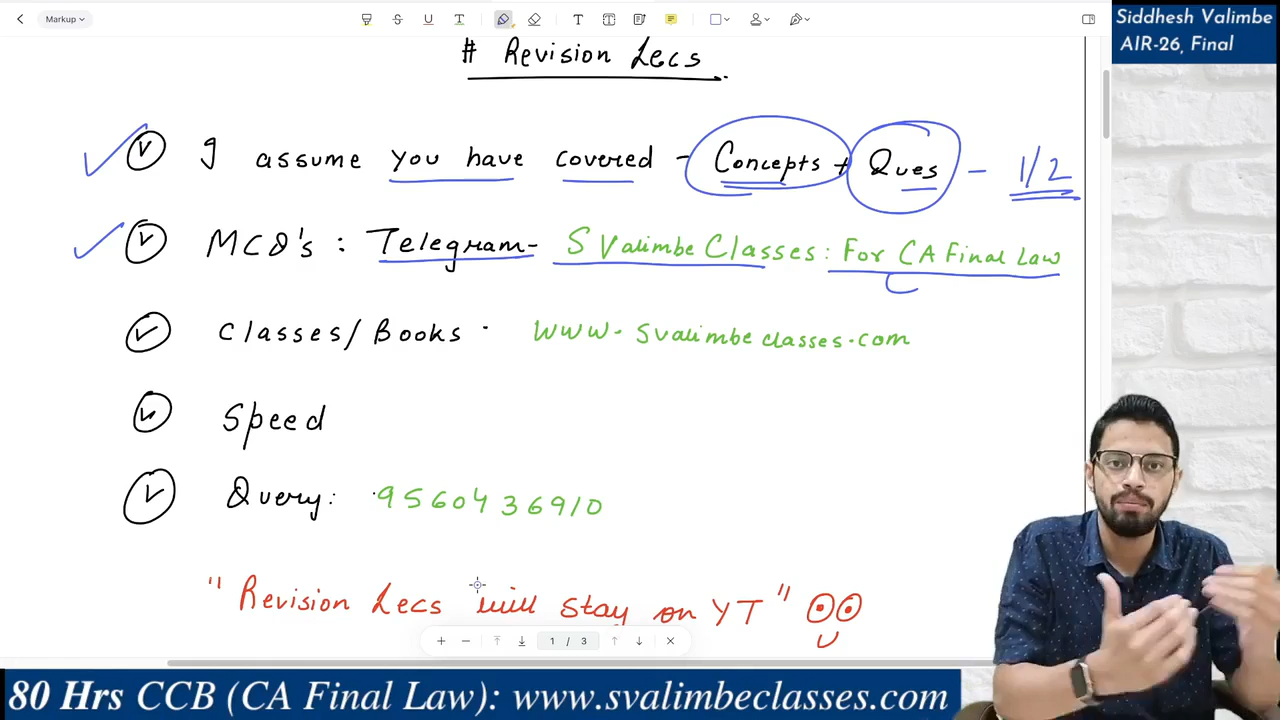 Markup
Siddhesh Valimbe
AIR-26, Final
# Revision Lecs
I assume you have covered - Concepts + Ques - 1/2
MCQ's : Telegram- S Valimbe Classes: For CA Final Law
Classes/Books · www. svalimbeclasses.com
Speed
Query: 9560436910
"Revision Lecs will stay on YT"
1 / 3
80 Hrs CCB (CA Final Law): www.svalimbeclasses.com